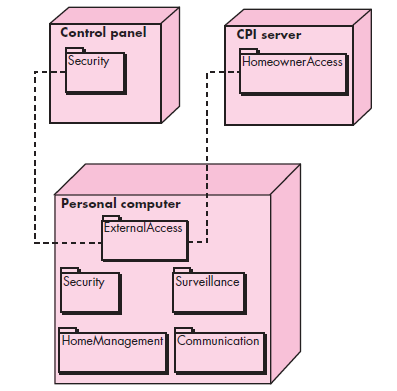 Control panel
Security
CPI server
HomeownerAccess
Personal computer
ExternalAccess
Security
Surveillance
HomeManagement
Communication